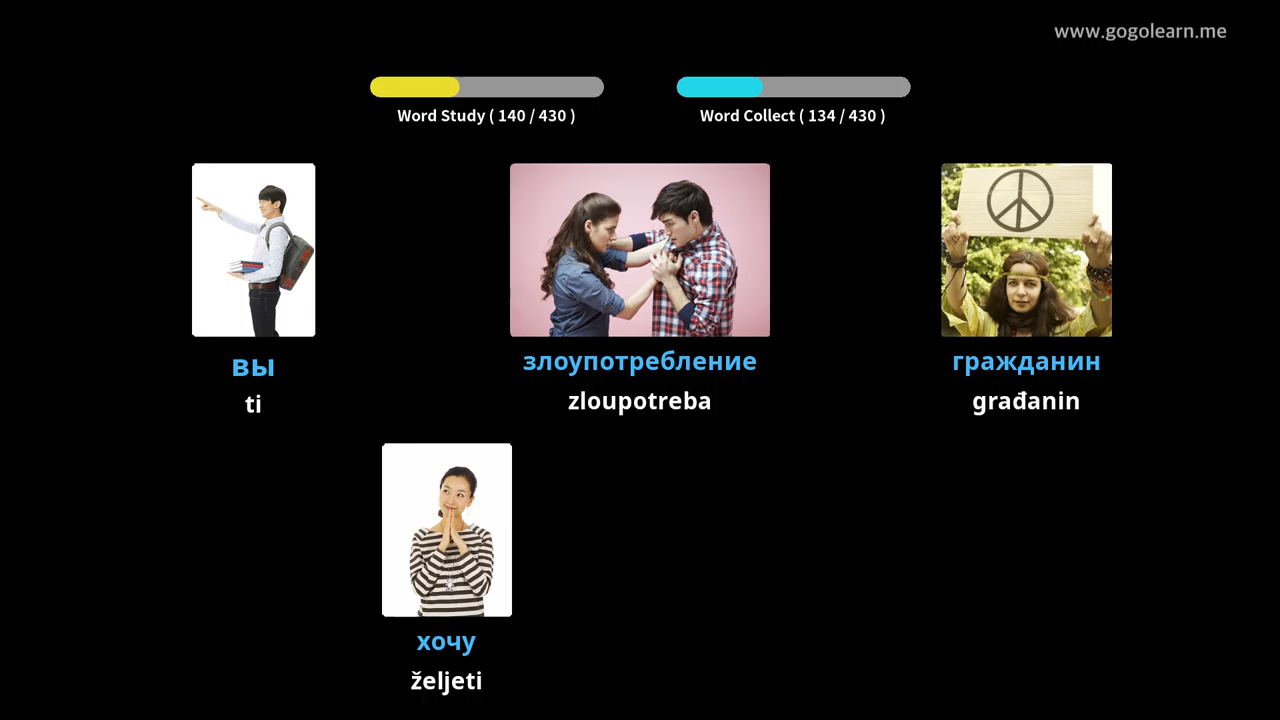 www.gogolearn.me
Word Study ( 140 / 430 )
Word Collect ( 134 / 430 )
вы
ti
злоупотребление
zloupotreba
гражданин
građanin
хочу
željeti